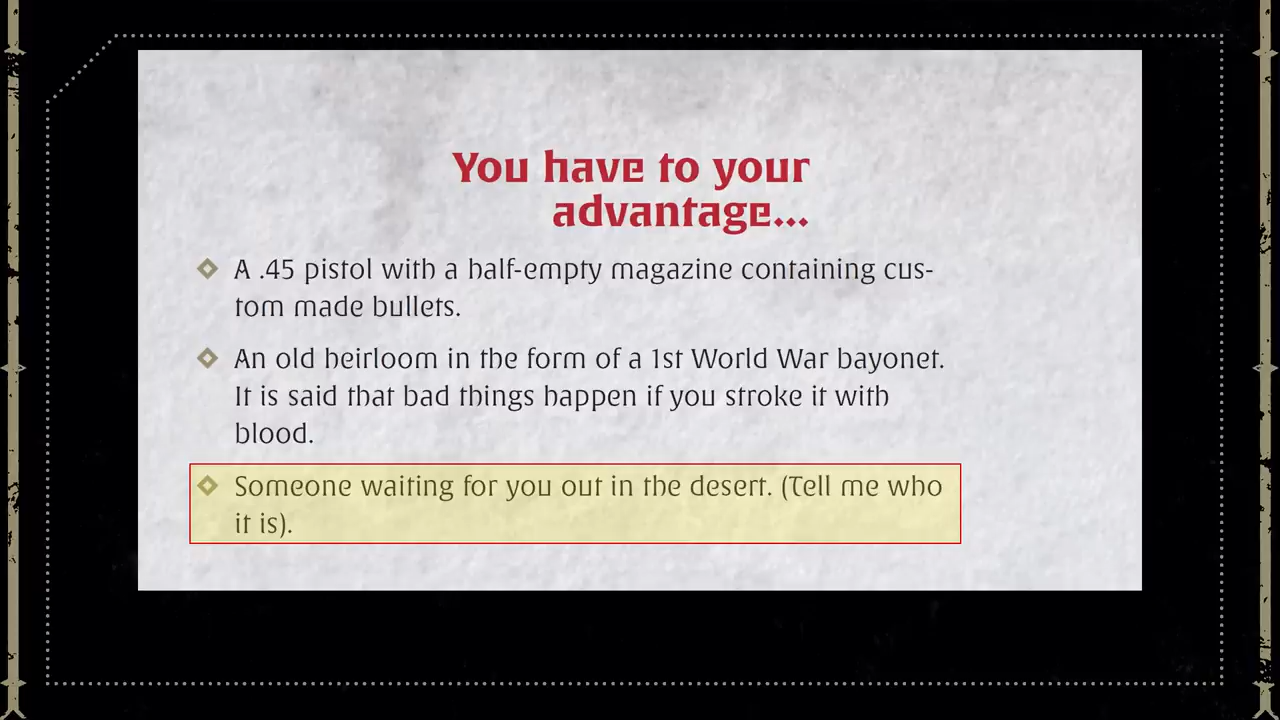 You have to your
advantage...
A .45 pistol with a half-empty magazine containing cus-
tom made bullets.
An old heirloom in the form of a 1st World War bayonet.
It is said that bad things happen if you stroke it with
blood.
Someone waiting for you out in the desert. (Tell me who
it is).